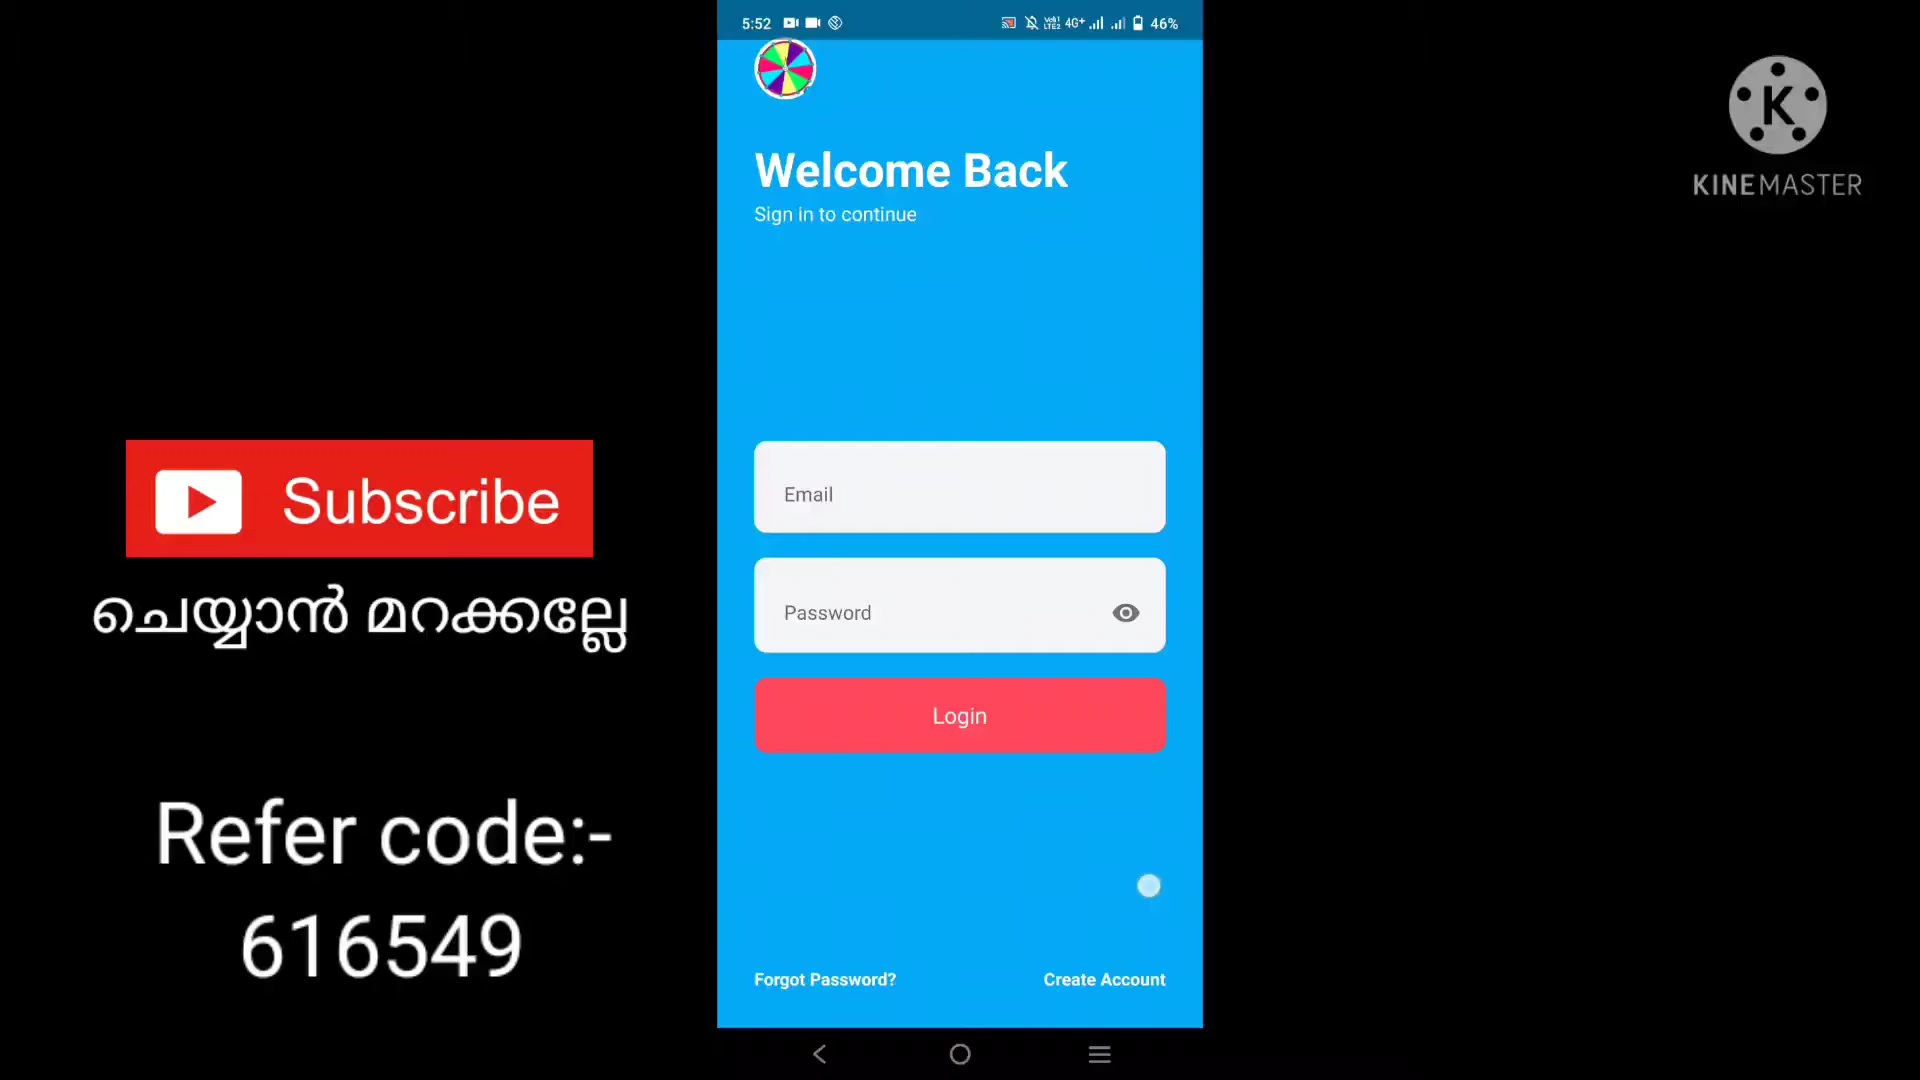 5:52
4G+
46%
K
KINEMASTER
Welcome Back
Sign in to continue
Email
Subscribe
Password
ചെയ്യാൻ മറക്കല്ലേ
Login
Refer code:-
616549
Forgot Password?
Create Account